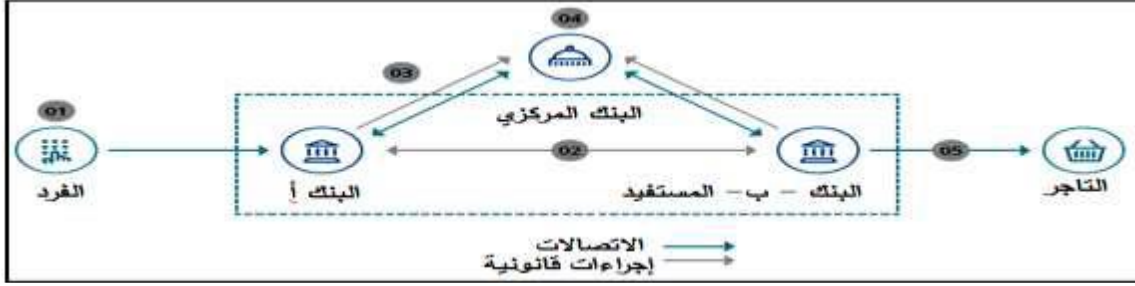 04
03
01
البنك المركزي
02
05
الفرد
البنك أ
البنك - ب- المستفيد
التاجر
الاتصالات
إجراءات قانونية